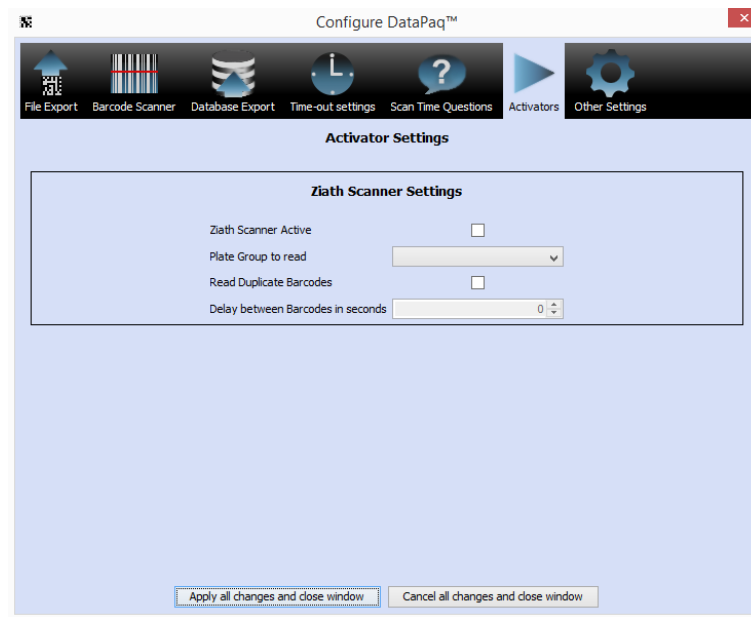 Configure DataPaq™
File Export Barcode Scanner Database Export Time-out settings Scan Time Questions Activators Other Settings
Activator Settings
Ziath Scanner Settings
Ziath Scanner Active
Plate Group to read
Read Duplicate Barcodes
Delay between Barcodes in seconds 0
Apply all changes and close window Cancel all changes and close window